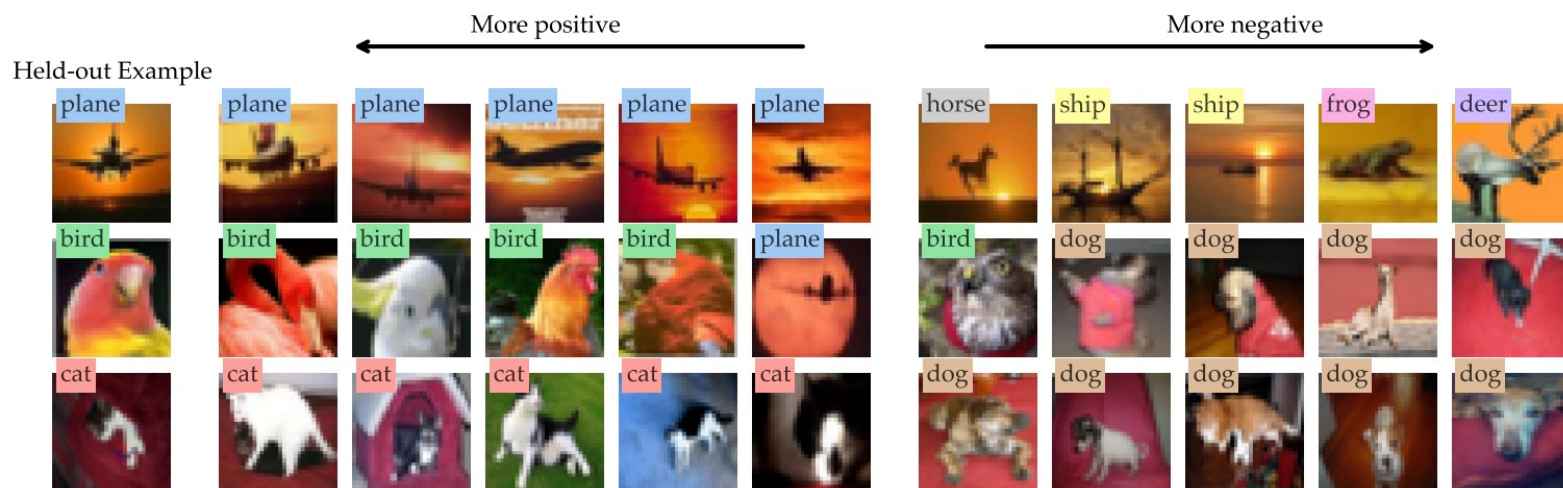 More positive
More negative
Held-out Example
plane plane plane plane plane plane horse ship ship frog deer
bird bird bird bird bird plane bird dog dog dog dog
cat cat cat cat cat cat dog dog dog dog dog